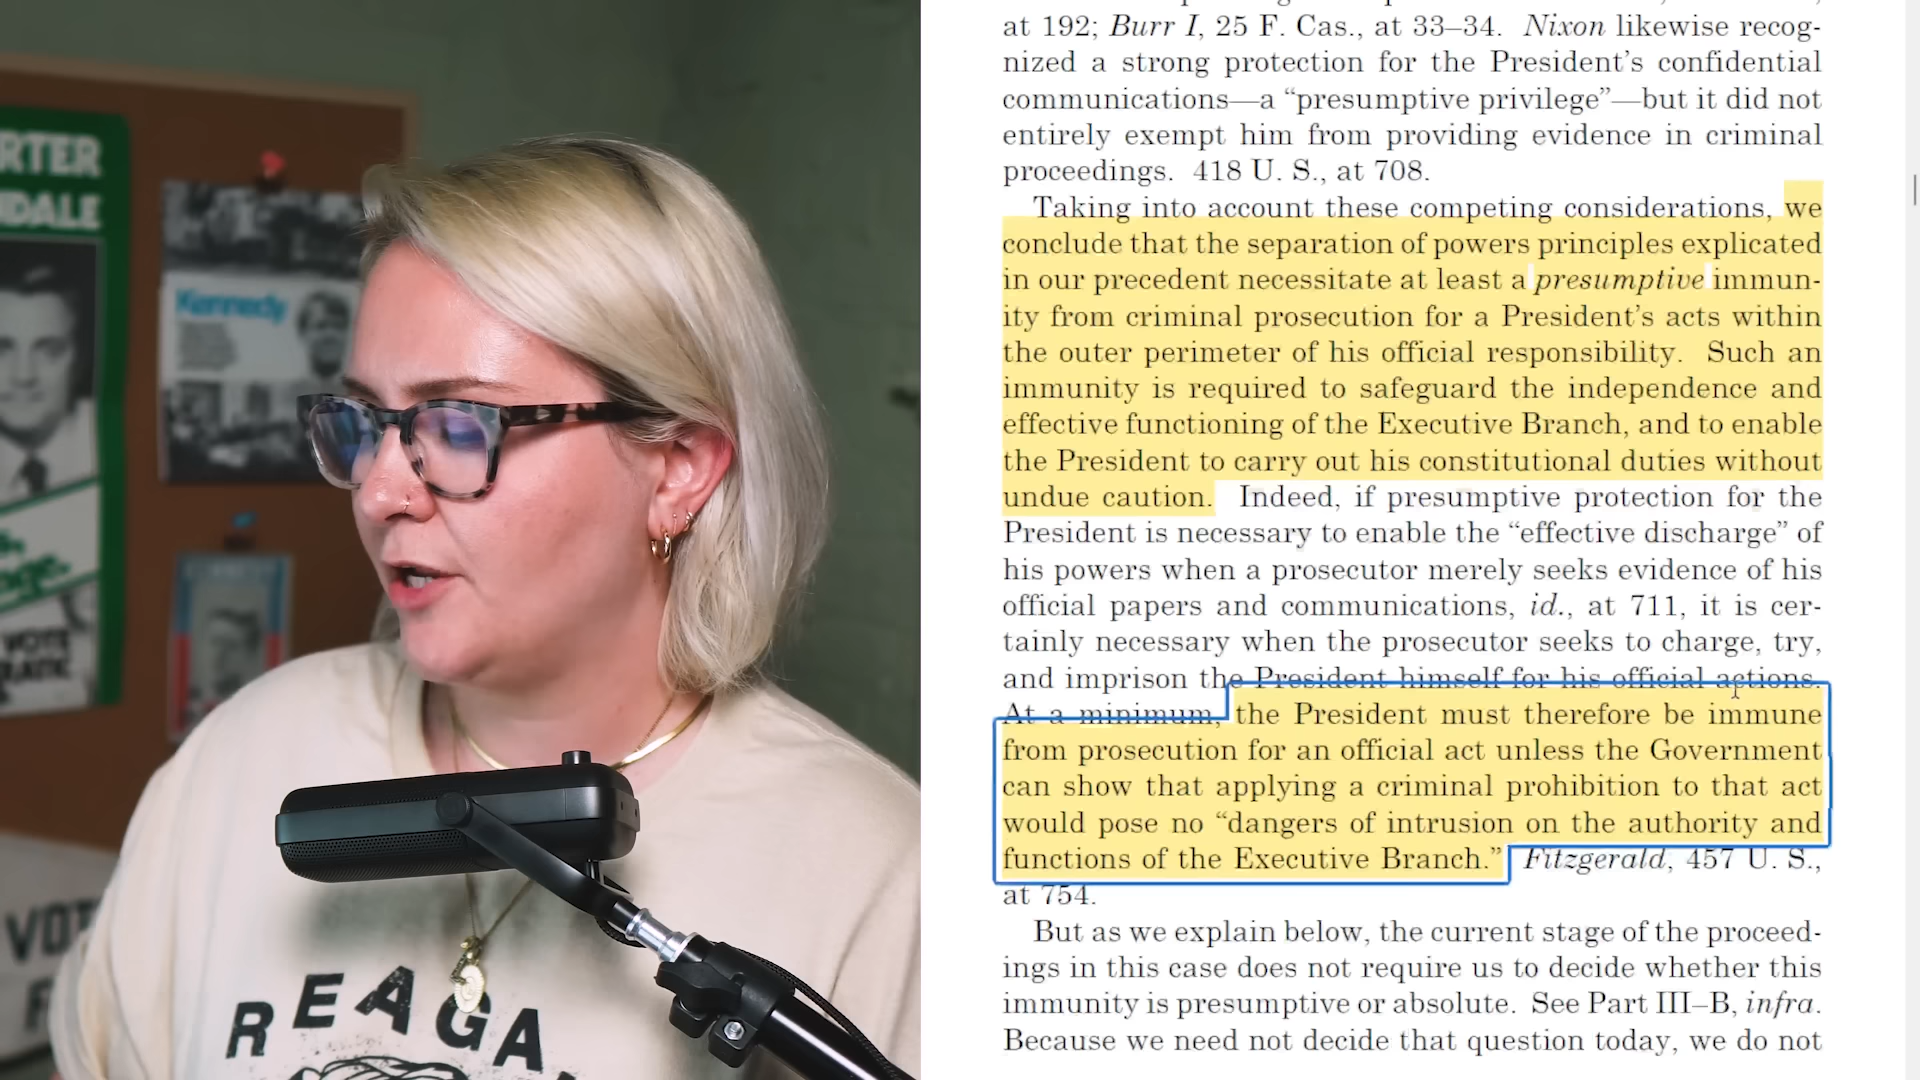 RTER
NDALE
Kennedy
VOTE
VOT
REAGA
at 192; Burr I, 25 F. Cas., at 33–34. Nixon likewise recog-
nized a strong protection for the President’s confidential
communications—a “presumptive privilege”—but it did not
entirely exempt him from providing evidence in criminal
proceedings. 418 U. S., at 708.
Taking into account these competing considerations, we
conclude that the separation of powers principles explicated
in our precedent necessitate at least a presumptive immun-
ity from criminal prosecution for a President’s acts within
the outer perimeter of his official responsibility. Such an
immunity is required to safeguard the independence and
effective functioning of the Executive Branch, and to enable
the President to carry out his constitutional duties without
undue caution. Indeed, if presumptive protection for the
President is necessary to enable the “effective discharge” of
his powers when a prosecutor merely seeks evidence of his
official papers and communications, id., at 711, it is cer-
tainly necessary when the prosecutor seeks to charge, try,
and imprison the President himself for his official actions.
At a minimum, the President must therefore be immune
from prosecution for an official act unless the Government
can show that applying a criminal prohibition to that act
would pose no “dangers of intrusion on the authority and
functions of the Executive Branch.” Fitzgerald, 457 U. S.,
at 754.
But as we explain below, the current stage of the proceed-
ings in this case does not require us to decide whether this
immunity is presumptive or absolute. See Part III–B, infra.
Because we need not decide that question today, we do not